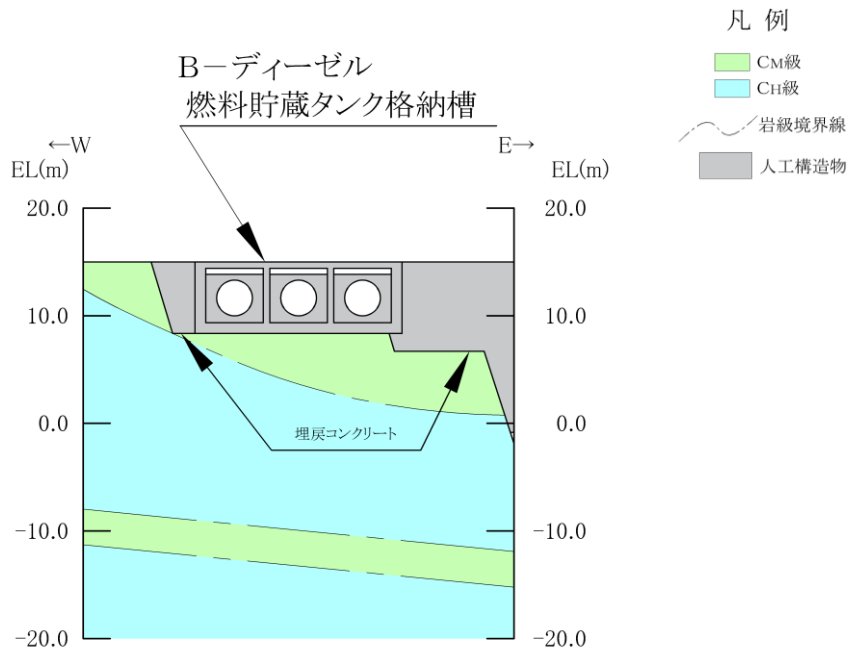 凡 例
CM級
CH級
岩級境界線
人工構造物
B－ディーゼル
燃料貯蔵タンク格納槽
←W
E→
EL(m)
EL(m)
20.0
20.0
10.0
10.0
0.0
0.0
埋戻コンクリート
-10.0
-10.0
-20.0
-20.0